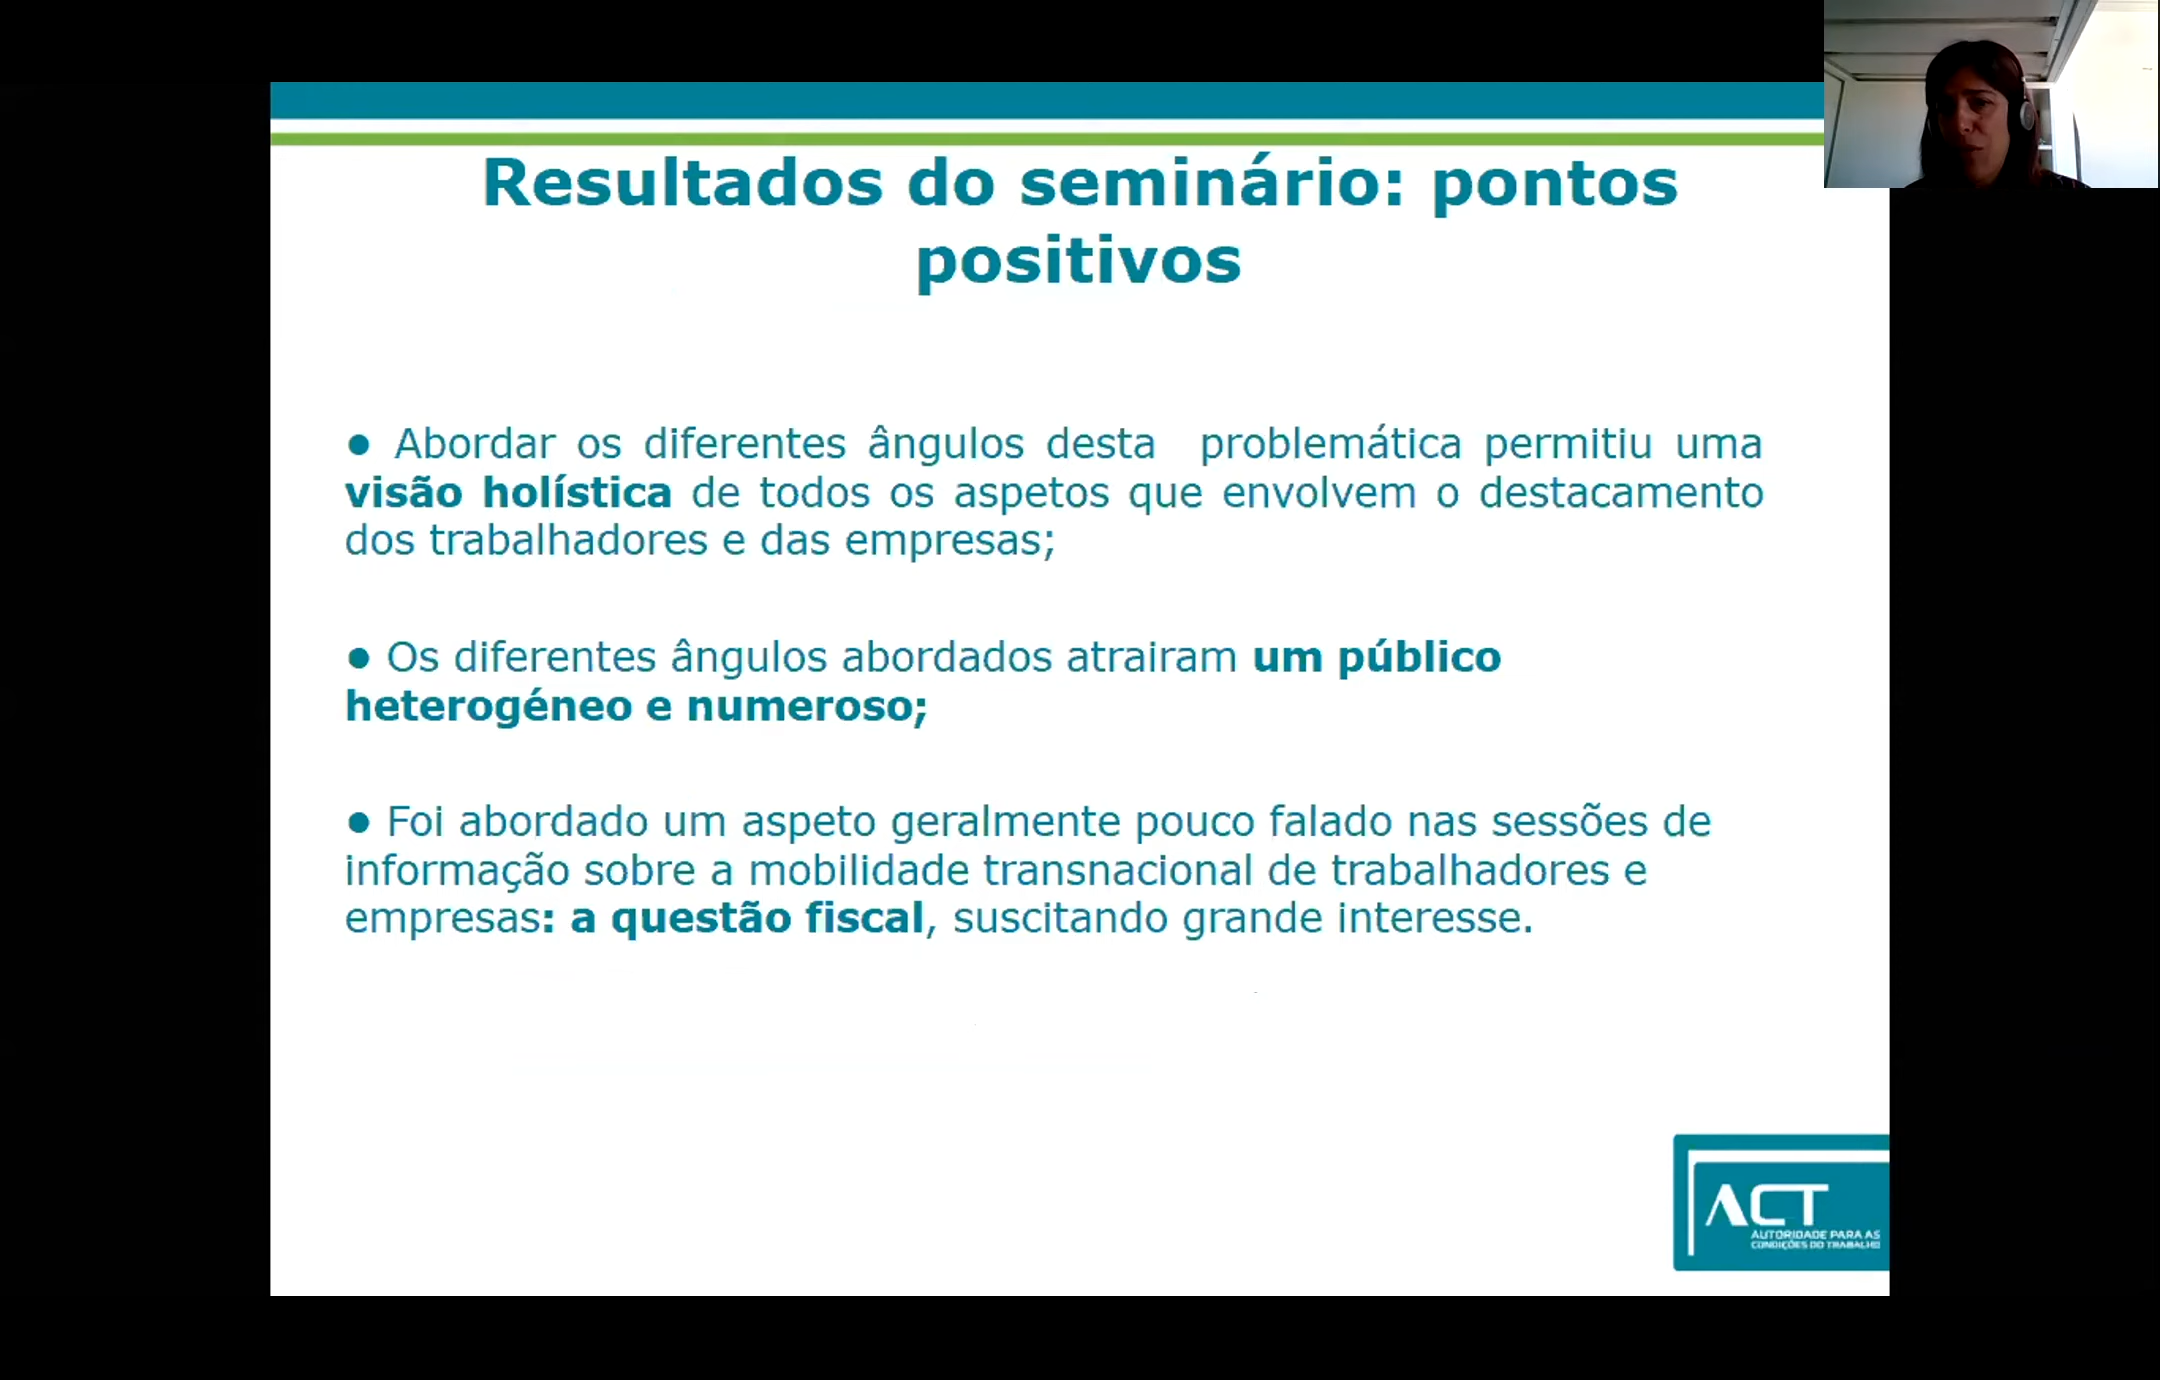 Resultados do seminário: pontos
positivos
● Abordar os diferentes ângulos desta problemática permitiu uma
visão holística de todos os aspetos que envolvem o destacamento
dos trabalhadores e das empresas;
● Os diferentes ângulos abordados atrairam um público
heterogéneo e numeroso;
● Foi abordado um aspeto geralmente pouco falado nas sessões de
informação sobre a mobilidade transnacional de trabalhadores e
empresas: a questão fiscal, suscitando grande interesse.
ACT
AUTORIDADE PARA AS
CONDIÇÕES DO TRABALHO